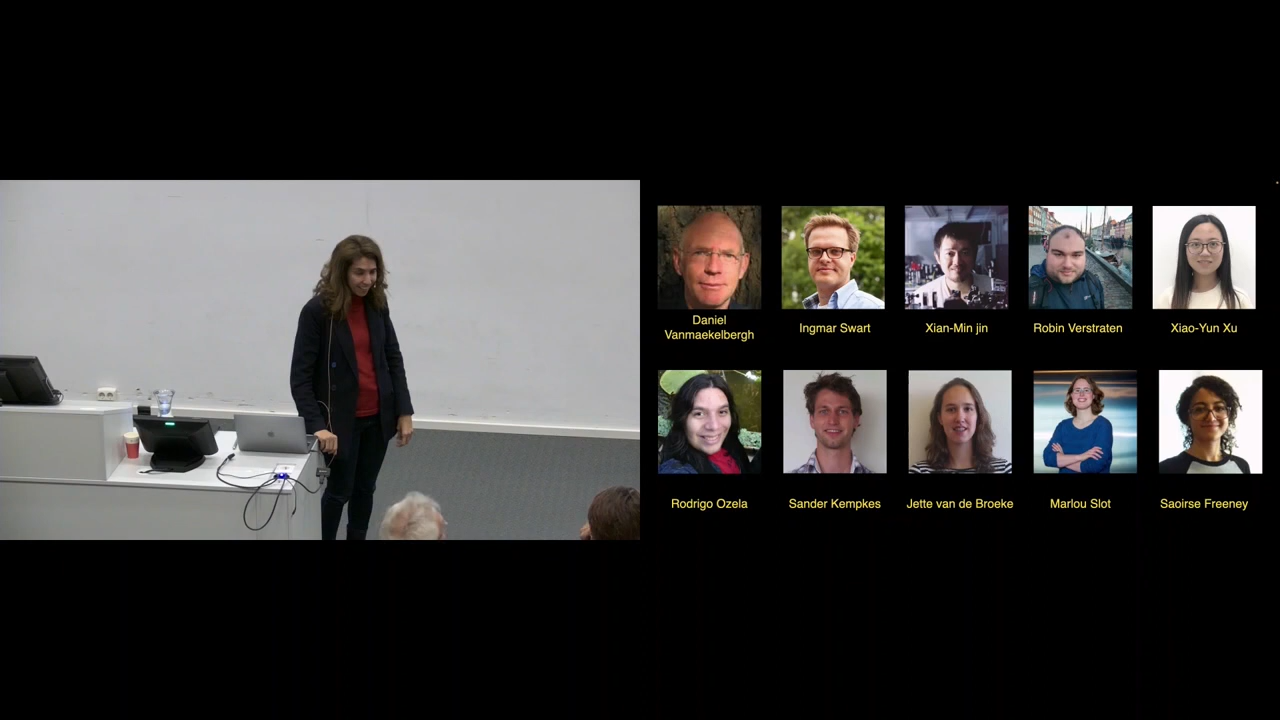 Daniel
Vanmaekelbergh
Ingmar Swart
Xian-Min jin
Robin Verstraten
Xiao-Yun Xu
Rodrigo Ozela
Sander Kempkes
Jette van de Broeke
Marlou Slot
Saoirse Freeney